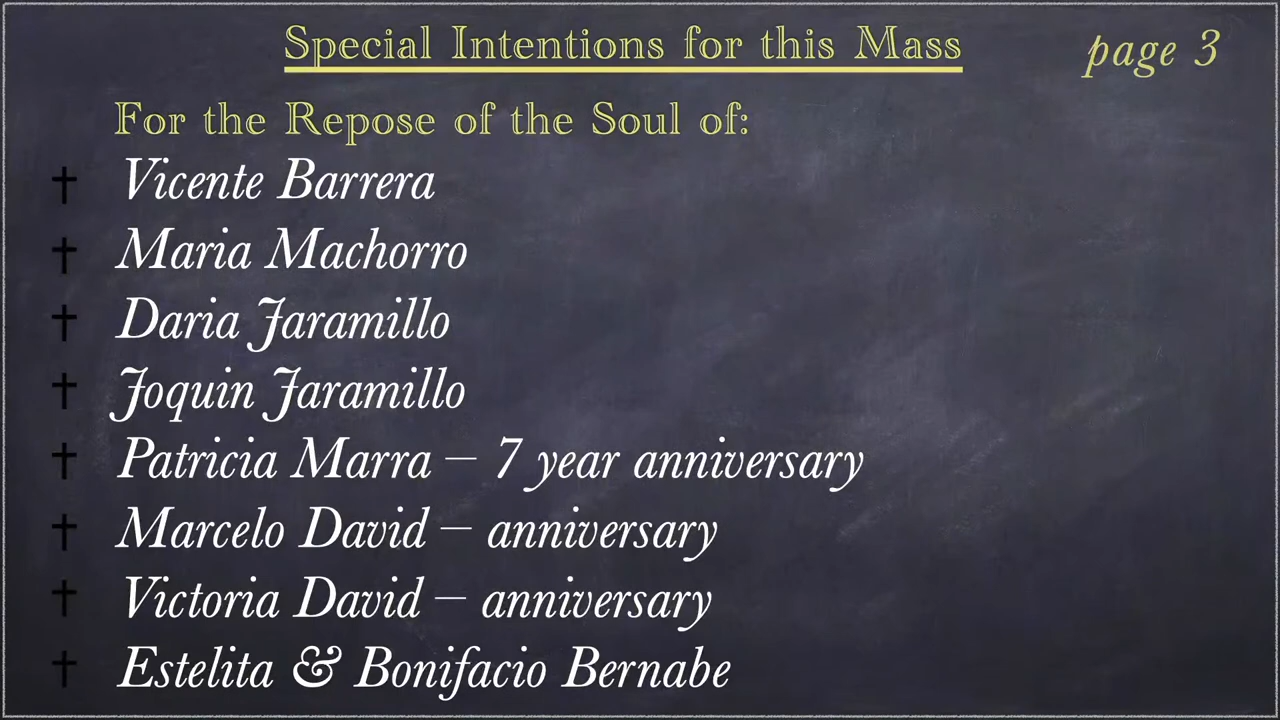 Special Intentions for this Mass page 3
For the Repose of the Soul of:
✝ Vicente Barrera
✝ Maria Machorro
✝ Daria Jaramillo
✝ Joquin Jaramillo
✝ Patricia Marra – 7 year anniversary
✝ Marcelo David – anniversary
✝ Victoria David – anniversary
✝ Estelita & Bonifacio Bernabe